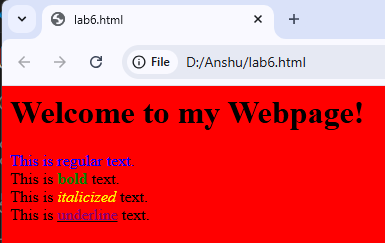 lab6.html
File D:/Anshu/lab6.html
Welcome to my Webpage!
This is regular text.
This is bold text.
This is italicized text.
This is underline text.